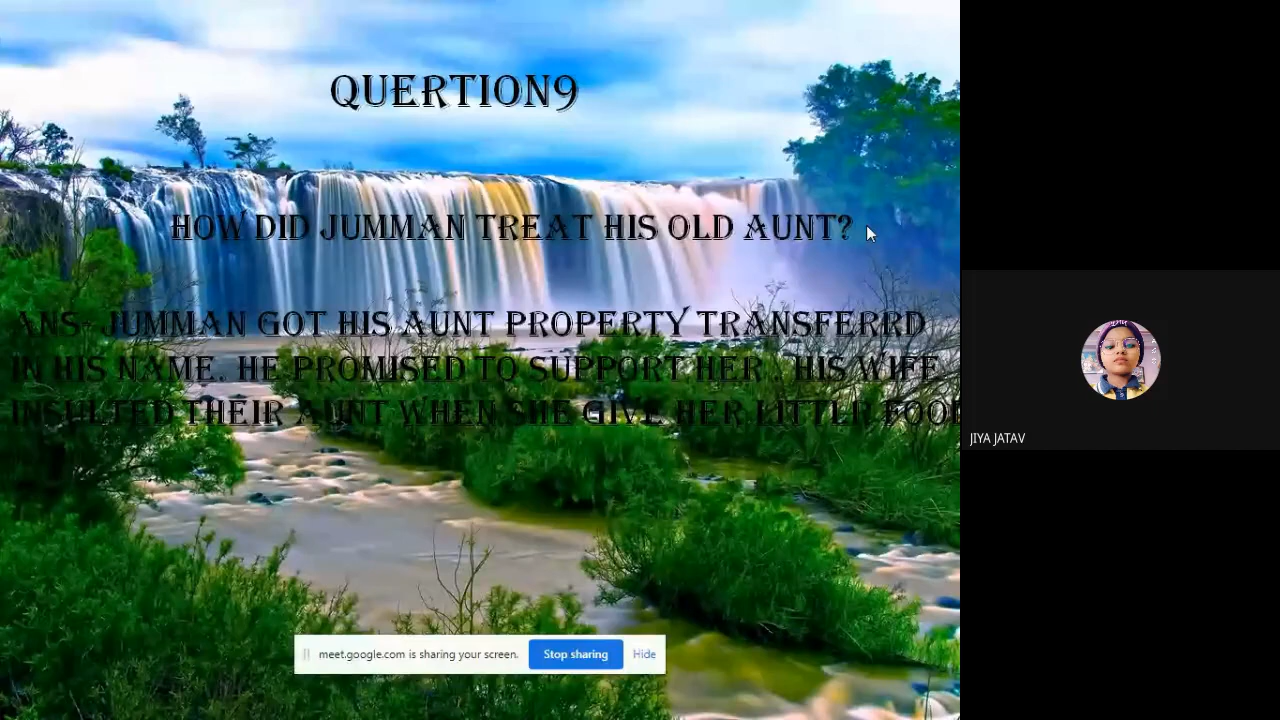 QUERTION9
HOW DID JUMMAN TREAT HIS OLD AUNT?
ANS- JUMMAN GOT HIS AUNT PROPERTY TRANSFERRD
IN HIS NAME. HE PROMISED TO SUPPORT HER . HIS WIFE
INSULTED THEIR AUNT WHEN SHE GIVE HER LITTLR FOOD
JIYA JATAV
meet.google.com is sharing your screen.
Stop sharing
Hide